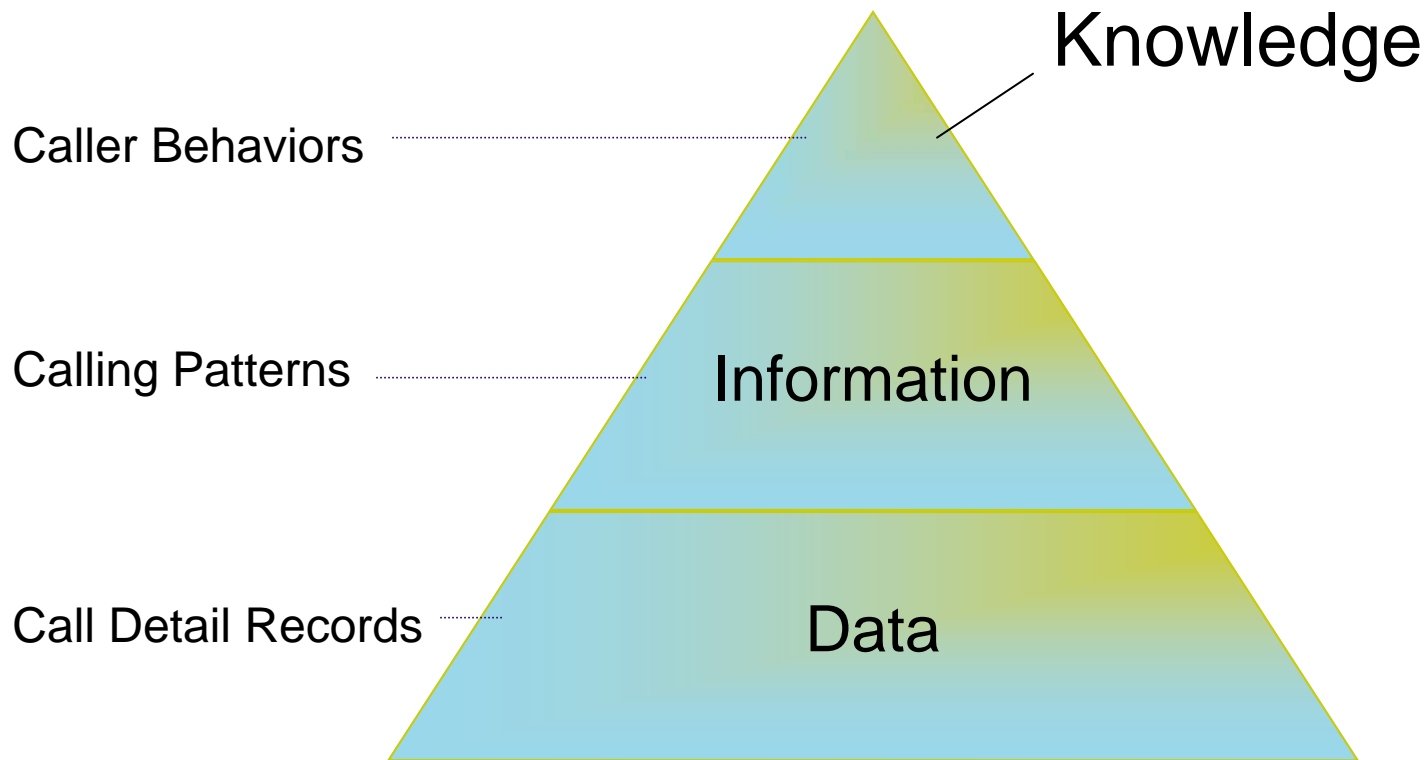 Knowledge
Caller Behaviors
Calling Patterns
Information
Call Detail Records
Data